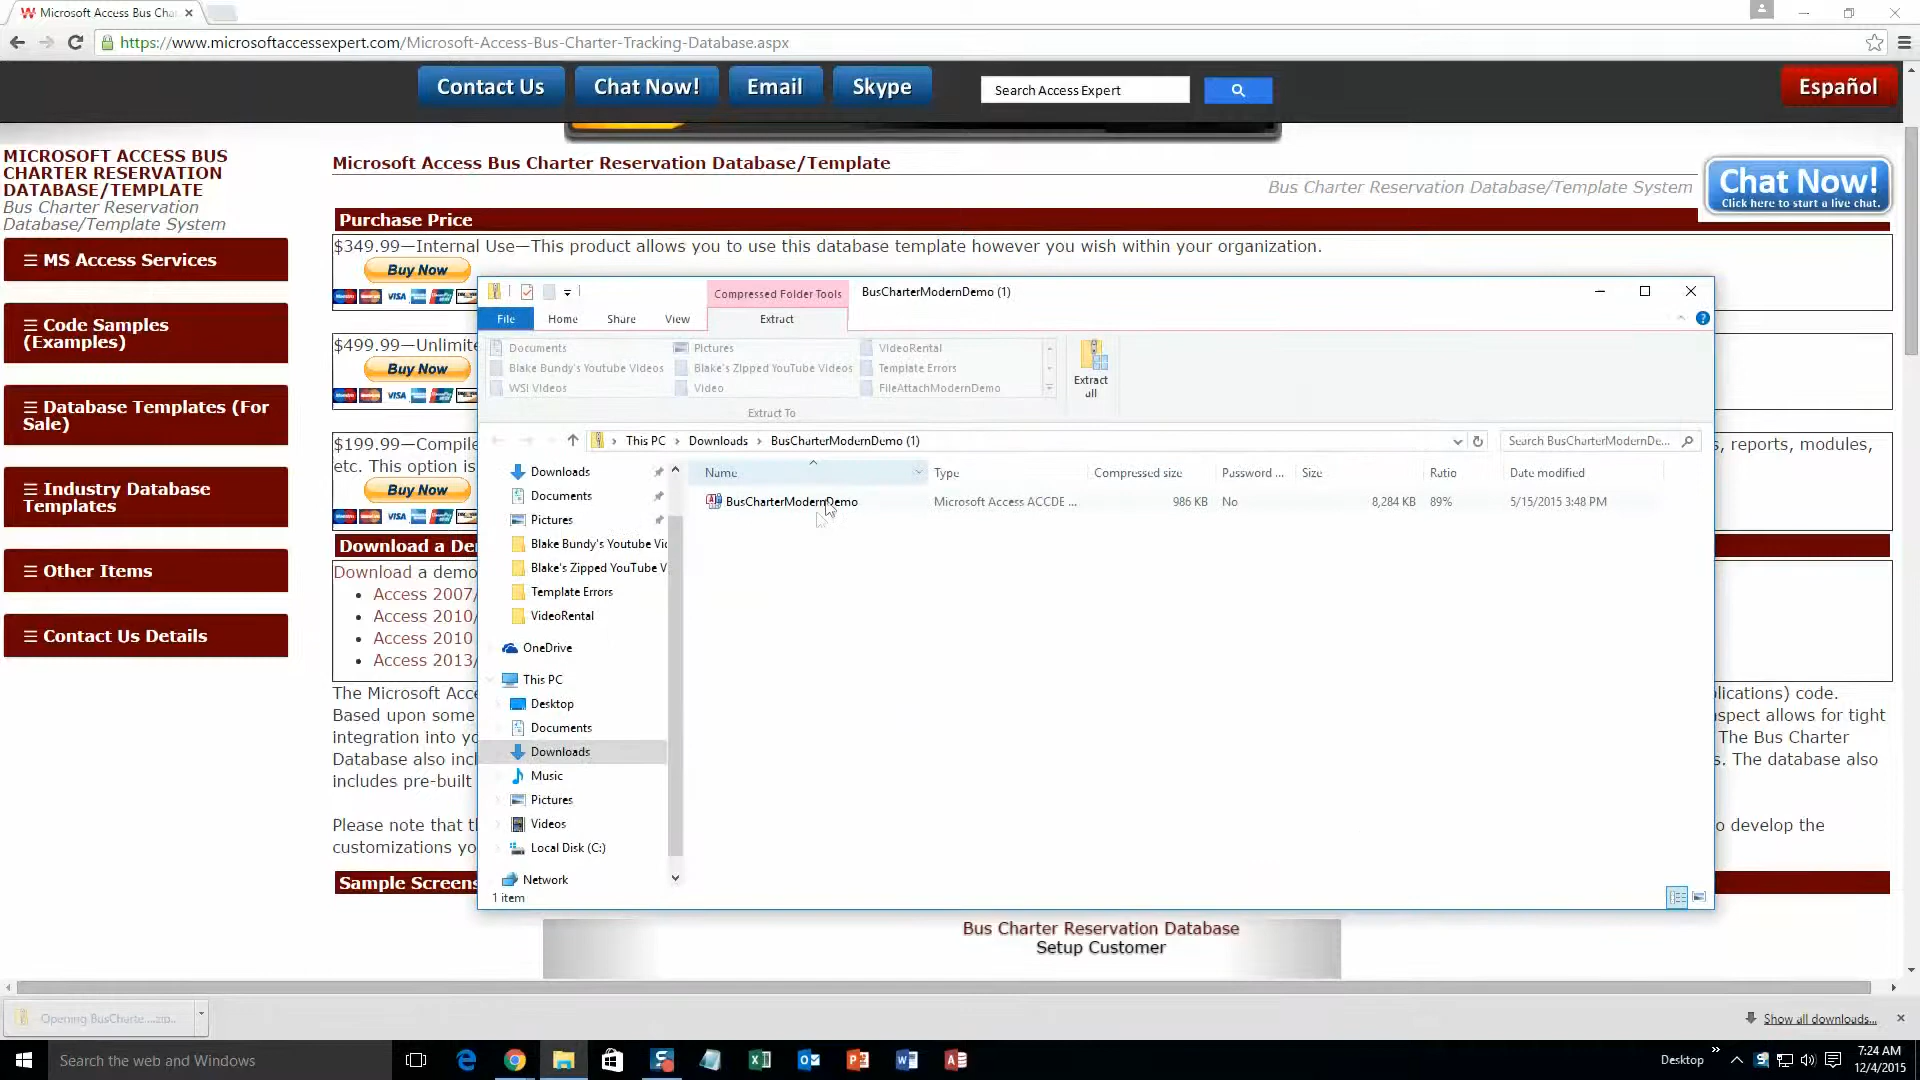 Microsoft Access Bus Cha
https://www.microsoftaccessexpert.com/Microsoft-Access-Bus-Charter-Tracking-Database.aspx
Contact Us
Chat Now!
Email
Skype
Search Access Expert
Español
MICROSOFT ACCESS BUS
CHARTER RESERVATION
DATABASE/TEMPLATE
Bus Charter Reservation
Database/Template System
MS Access Services
Code Samples
(Examples)
Database Templates (For
Sale)
Industry Database
Templates
Other Items
Contact Us Details
Microsoft Access Bus Charter Reservation Database/Template
Bus Charter Reservation Database/Template System
Chat Now!
Click here to start a live chat.
Purchase Price
$349.99—Internal Use—This product allows you to use this database template however you wish within your organization.
Buy Now
VISA
$499.99—Unlimite
Buy Now
VISA
$199.99—Compile
s, reports, modules,
etc. This option is
Buy Now
VISA
Download a De
Download a demo
Access 2007/
Access 2010/
Access 2010
Access 2013/
The Microsoft Acce
plications) code.
Based upon some
aspect allows for tight
integration into yo
The Bus Charter
Database also incl
s. The database also
includes pre-built
Please note that t
o develop the
customizations yo
Sample Screens
Bus Charter Reservation Database
Setup Customer
Compressed Folder Tools
BusCharterModernDemo (1)
File
Home
Share
View
Extract
Documents
Pictures
VideoRental
Blake Bundy's Youtube Videos
Blake's Zipped YouTube Videos
Template Errors
WSI Videos
Video
FileAttachModernDemo
Extract To
Extract
all
This PC
Downloads
BusCharterModernDemo (1)
Search BusCharterModernDe...
Downloads
Documents
Pictures
Blake Bundy's Youtube Vi
Blake's Zipped YouTube V
Template Errors
VideoRental
OneDrive
This PC
Desktop
Documents
Downloads
Music
Pictures
Videos
Local Disk (C:)
Network
1 item
Name
Type
Compressed size
Password ...
Size
Ratio
Date modified
BusCharterModernDemo
Microsoft Access ACCDE ...
986 KB
No
8,284 KB
89%
5/15/2015 3:48 PM
Opening BusCharte....zip..
Show all downloads...
Search the web and Windows
Desktop
7:24 AM
12/4/2015